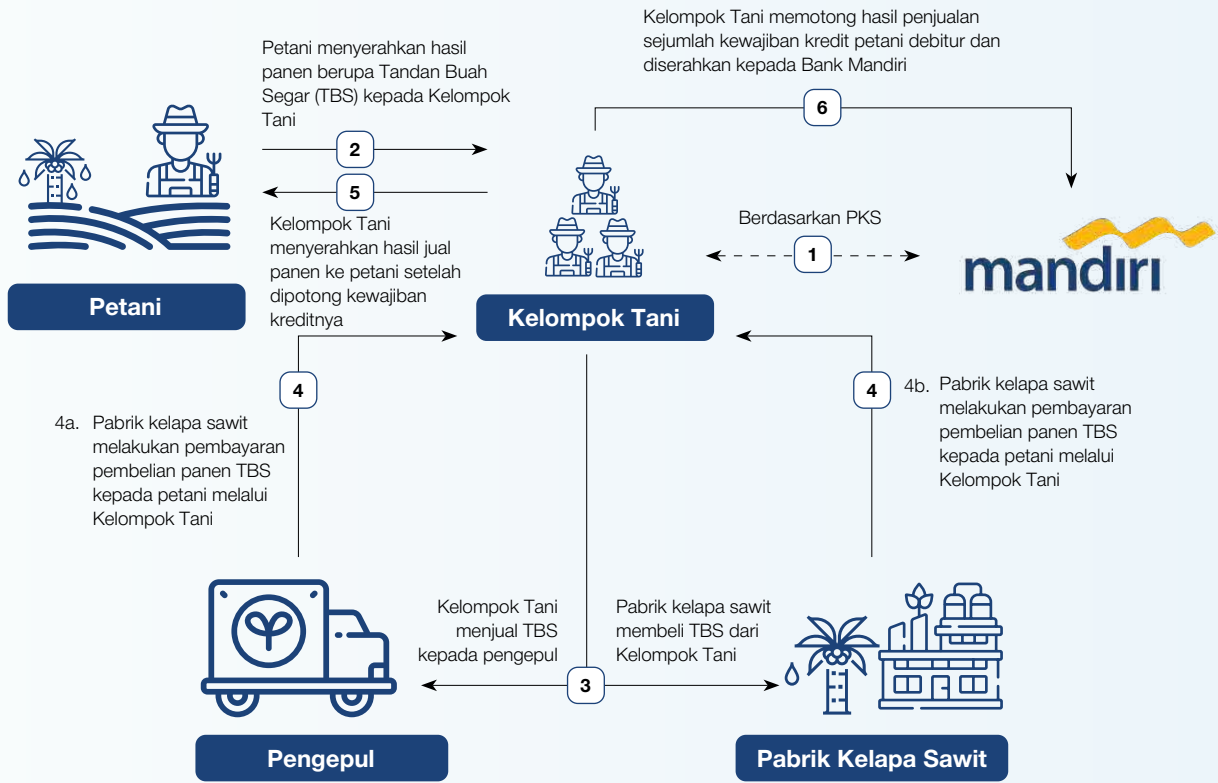 Kelompok Tani memotong hasil penjualan
sejumlah kewajiban kredit petani debitur dan
diserahkan kepada Bank Mandiri
6
Petani menyerahkan hasil
panen berupa Tandan Buah
Segar (TBS) kepada Kelompok
Tani
2
5
Kelompok Tani
menyerahkan hasil jual
panen ke petani setelah
dipotong kewajiban
kreditnya
Berdasarkan PKS
1
mandiri
Petani
Kelompok Tani
4
4a. Pabrik kelapa sawit
melakukan pembayaran
pembelian panen TBS
kepada petani melalui
Kelompok Tani
4
4b. Pabrik kelapa sawit
melakukan pembayaran
pembelian panen TBS
kepada petani melalui
Kelompok Tani
Kelompok Tani
menjual TBS
kepada pengepul
Pabrik kelapa sawit
membeli TBS dari
Kelompok Tani
3
Pengepul
Pabrik Kelapa Sawit